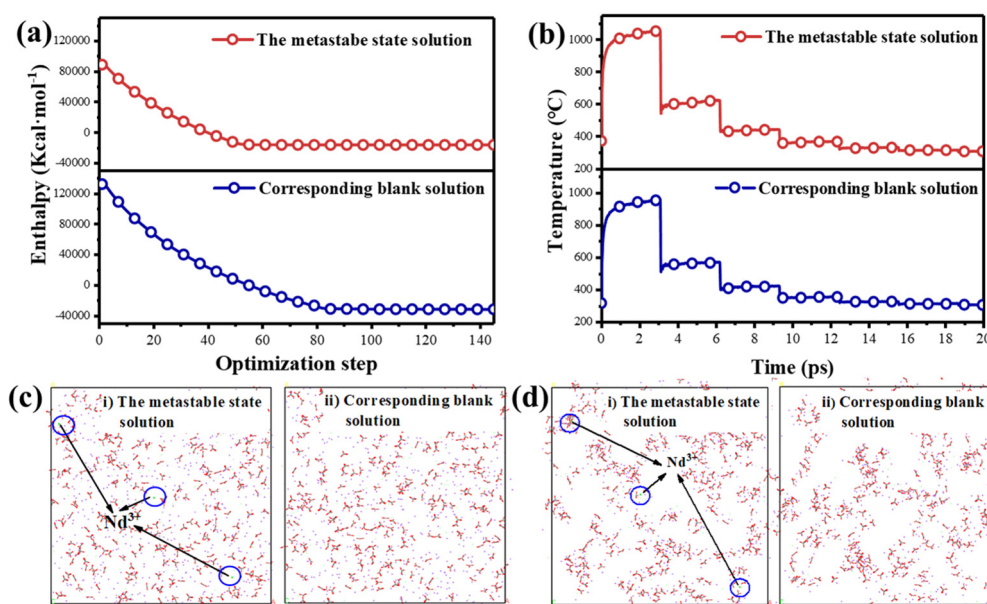 (a)
120000
80000
40000
0
-40000
The metastabe state solution
120000
80000
40000
0
-40000
Corresponding blank solution
Enthalpy (Kcal·mol⁻¹)
0 20 40 60 80 100 120 140
Optimization step
(b)
1000
800
600
400
200
The metastable state solution
1000
800
600
400
200
Corresponding blank solution
Temperature (℃)
0 2 4 6 8 10 12 14 16 18 20
Time (ps)
(c)
i) The metastable state
solution
Nd³⁺
ii) Corresponding blank
solution
(d)
i) The metastable state
solution
Nd³⁺
ii) Corresponding blank
solution